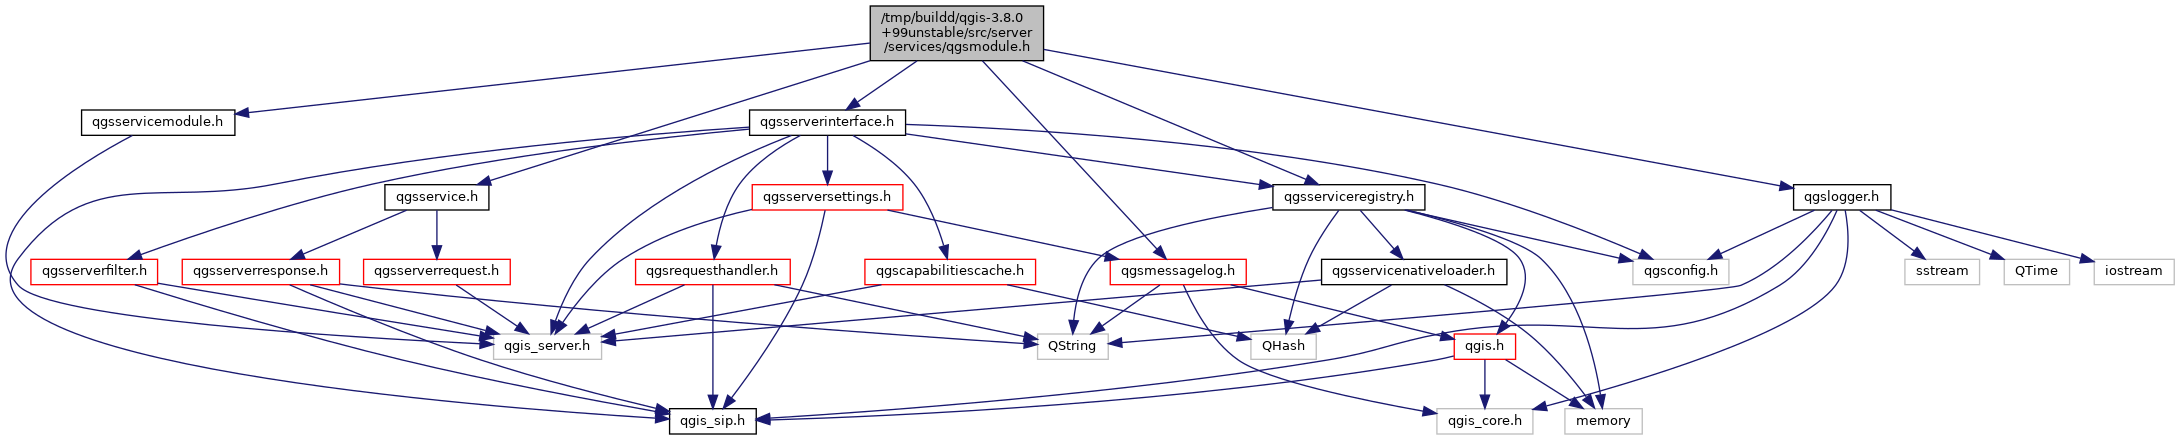 /tmp/buildd/qgis-3.8.0
+99unstable/src/server
/services/qgsmodule.h
qgsservicemodule.h
qgsserverinterface.h
qgsservice.h
qgsserversettings.h
qgsserviceregistry.h
qgslogger.h
qgsserverfilter.h
qgsserverresponse.h
qgsserverrequest.h
qgsrequesthandler.h
qgscapabilitiescache.h
qgsmessagelog.h
qgsservicenativeloader.h
qgsconfig.h
sstream
QTime
iostream
qgis_server.h
QString
QHash
qgis.h
qgis_sip.h
qgis_core.h
memory